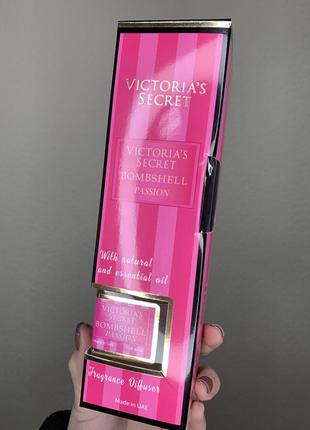 VICTORIA'S
SECRET
VICTORIA'S
SECRET
BOMBSHELL
PASSION
With natural
and essential oil
VICTORIA'S
SECRET
BOMBSHELL
PASSION
Fragrance Diffuser
Made in UAE